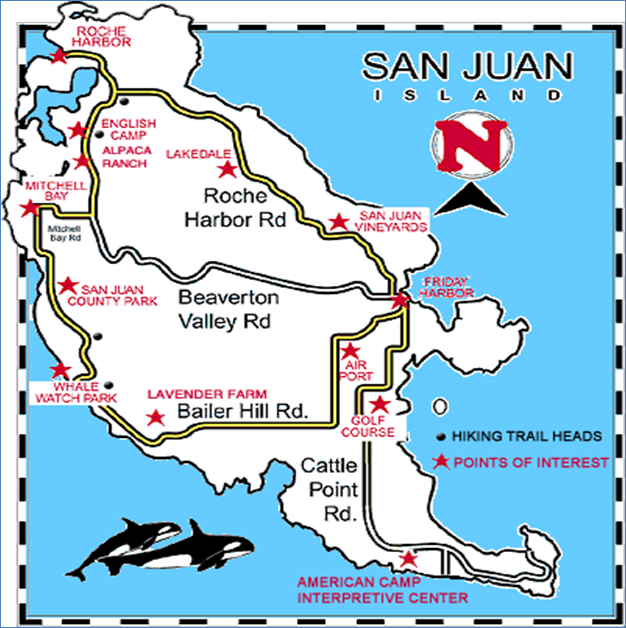 ROCHE
HARBOR
SAN JUAN
ISLAND
N
ENGLISH
CAMP
ALPACA
RANCH
LAKEDALE
MITCHELL
BAY
Roche
Harbor Rd
SAN JUAN
VINEYARDS
Mitchell
Bay Rd
SAN JUAN
COUNTY PARK
Beaverton
Valley Rd
FRIDAY
HARBOR
AIR
PORT
WHALE
WATCH PARK
LAVENDER FARM
Bailer Hill Rd.
GOLF
COURSE
HIKING TRAIL HEADS
POINTS OF INTEREST
Cattle
Point
Rd.
AMERICAN CAMP
INTERPRETIVE CENTER